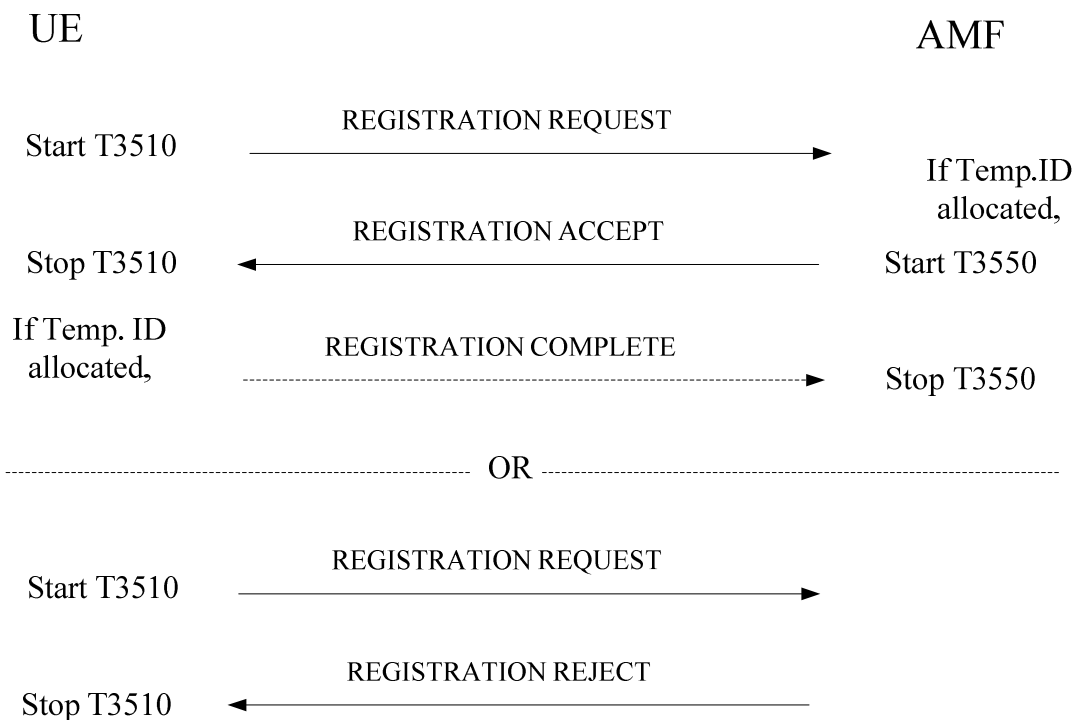 UE
AMF
REGISTRATION REQUEST
Start T3510
If Temp.ID
allocated,
REGISTRATION ACCEPT
Stop T3510
Start T3550
If Temp. ID
allocated,
REGISTRATION COMPLETE
Stop T3550
OR
REGISTRATION REQUEST
Start T3510
REGISTRATION REJECT
Stop T3510